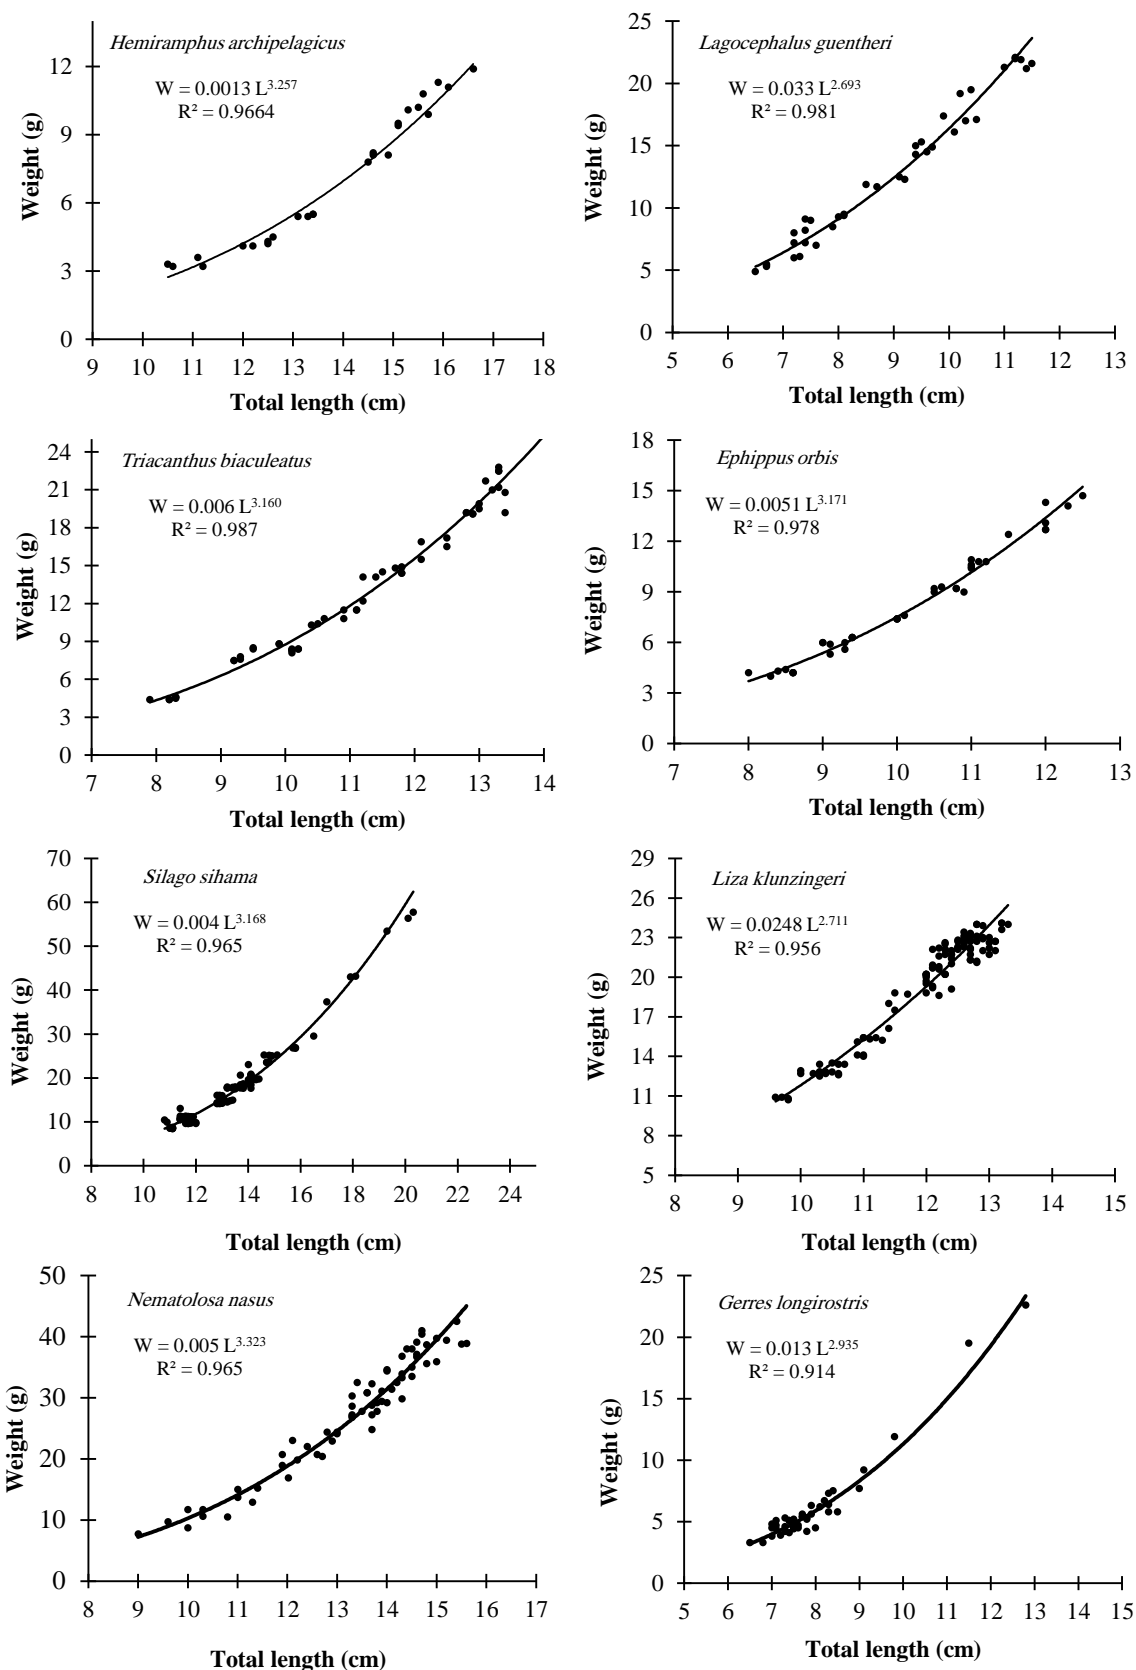 Hemiramphus archipelagicus
W = 0.0013 L3.257
R² = 0.9664
Weight (g)
12
9
6
3
0
9 10 11 12 13 14 15 16 17 18
Total length (cm)
Lagocephalus guentheri
W = 0.033 L2.693
R² = 0.981
Weight (g)
25
20
15
10
5
0
5 6 7 8 9 10 11 12 13
Total length (cm)
Triacanthus biaculeatus
W = 0.006 L3.160
R² = 0.987
Weight (g)
24
21
18
15
12
9
6
3
0
7 8 9 10 11 12 13 14
Total length (cm)
Ephippus orbis
W = 0.0051 L3.171
R² = 0.978
Weight (g)
18
15
12
9
6
3
0
7 8 9 10 11 12 13
Total length (cm)
Silago sihama
W = 0.004 L3.168
R² = 0.965
Weight (g)
70
60
50
40
30
20
10
0
8 10 12 14 16 18 20 22 24
Total length (cm)
Liza klunzingeri
W = 0.0248 L2.711
R² = 0.956
Weight (g)
29
26
23
20
17
14
11
8
5
8 9 10 11 12 13 14 15
Total length (cm)
Nematolosa nasus
W = 0.005 L3.323
R² = 0.965
Weight (g)
50
40
30
20
10
0
8 9 10 11 12 13 14 15 16 17
Total length (cm)
Gerres longirostris
W = 0.013 L2.935
R² = 0.914
Weight (g)
25
20
15
10
5
0
5 6 7 8 9 10 11 12 13 14 15
Total length (cm)